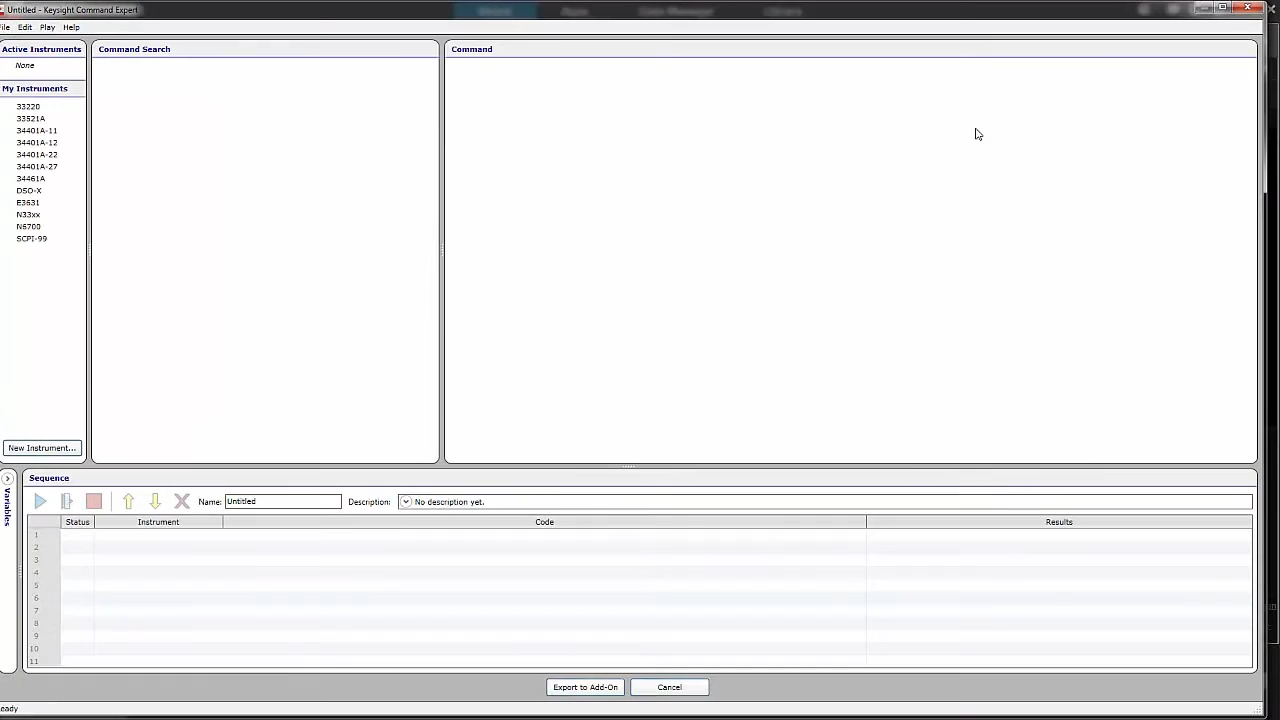 Untitled - Keysight Command Expert
File Edit Play Help
Active Instruments
None
My Instruments
33220
33521A
34401A-11
34401A-12
34401A-22
34401A-27
34461A
DSO-X
E3631
N33xx
N6700
SCPI-99
New Instrument...
Command Search
Command
Variables
Sequence
Name: Untitled Description: No description yet.
Status Instrument Code Results
1
2
3
4
5
6
7
8
9
10
11
Export to Add-On Cancel
eady